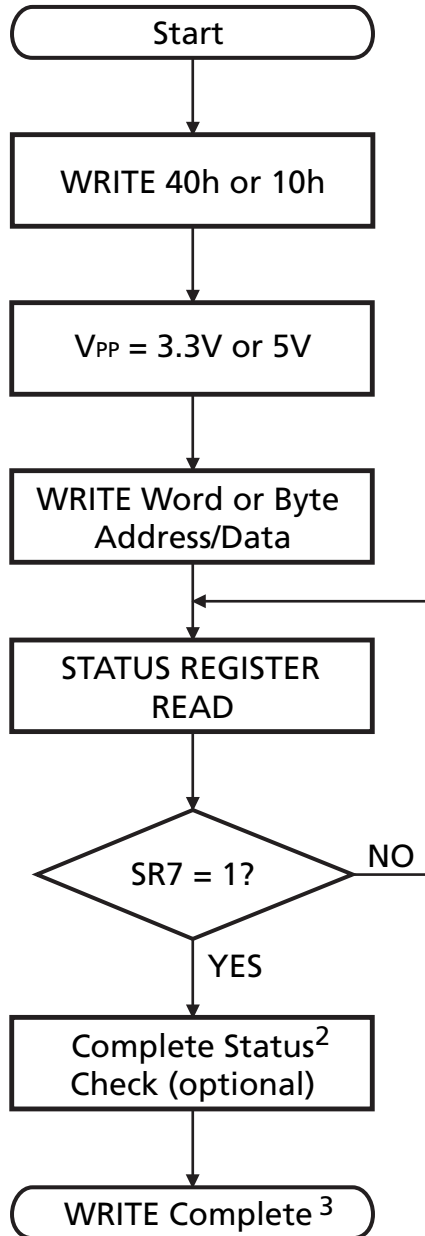 Start
WRITE 40h or 10h
VPP = 3.3V or 5V
WRITE Word or Byte
Address/Data
STATUS REGISTER
READ
SR7 = 1?
NO
YES
Complete Status2
Check (optional)
WRITE Complete 3